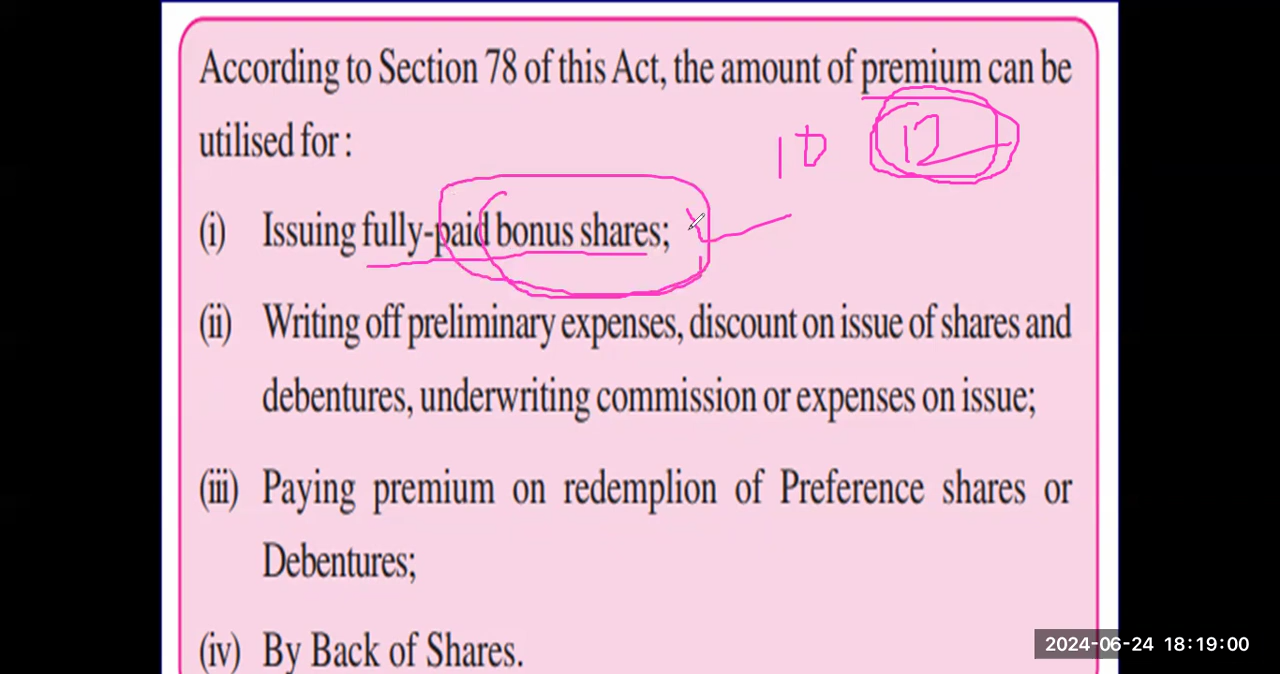 According to Section 78 of this Act, the amount of premium can be
utilised for :
10 12
(i) Issuing fully-paid bonus shares;
(ii) Writing off preliminary expenses, discount on issue of shares and
debentures, underwriting commission or expenses on issue;
(iii) Paying premium on redemplion of Preference shares or
Debentures;
(iv) By Back of Shares.
2024-06-24 18:19:00